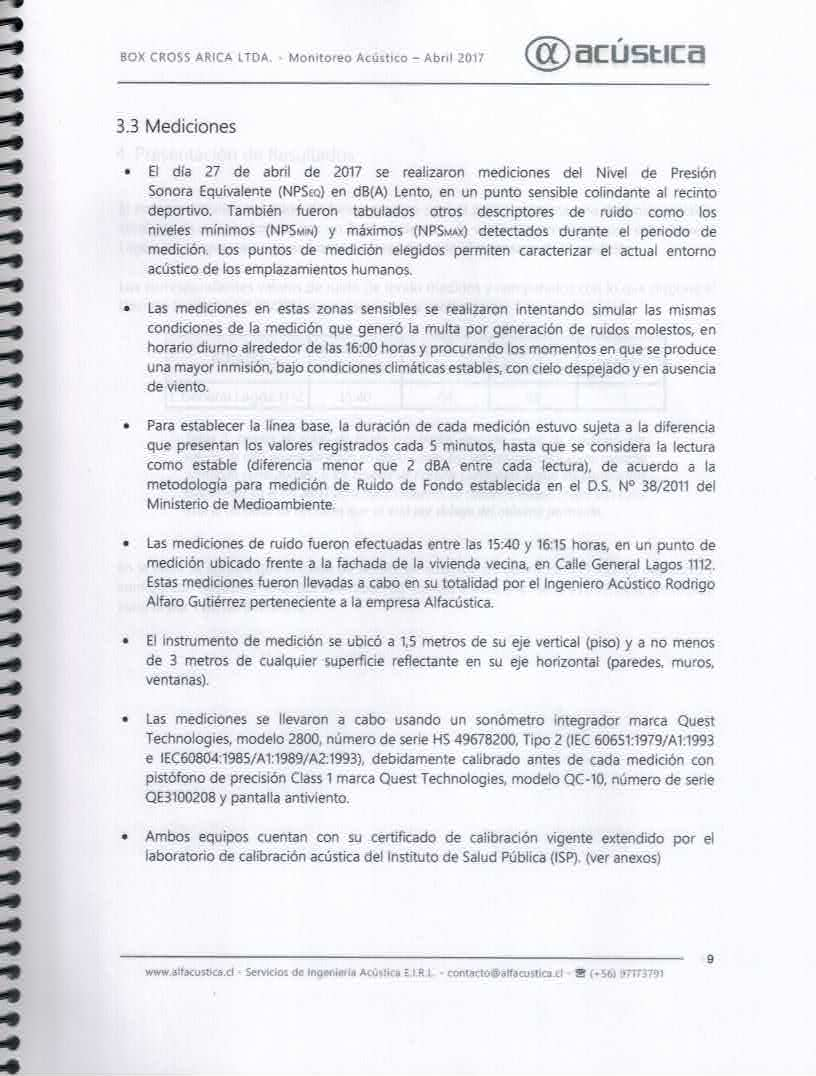 BOX CROSS ARICA LTDA. - Monitoreo Acústico – Abril 2017
α acústica
3.3 Mediciones
4. Presentación de Resultados
• El día 27 de abril de 2017 se realizaron mediciones del Nivel de Presión
Sonora Equivalente (NPSEQ) en dB(A) Lento, en un punto sensible colindante al recinto
deportivo. También fueron tabulados otros descriptores de ruido como los
niveles mínimos (NPSMIN) y máximos (NPSMAX) detectados durante el periodo de
medición. Los puntos de medición elegidos permiten caracterizar el actual entorno
acústico de los emplazamientos humanos.
• Las mediciones en estas zonas sensibles se realizaron intentando simular las mismas
condiciones de la medición que generó la multa por generación de ruidos molestos, en
horario diurno alrededor de las 16:00 horas y procurando los momentos en que se produce
una mayor inmisión, bajo condiciones climáticas estables, con cielo despejado y en ausencia
de viento.
• Para establecer la línea base, la duración de cada medición estuvo sujeta a la diferencia
que presentan los valores registrados cada 5 minutos, hasta que se considera la lectura
como estable (diferencia menor que 2 dBA entre cada lectura), de acuerdo a la
metodología para medición de Ruido de Fondo establecida en el D.S. Nº 38/2011 del
Ministerio de Medioambiente.
• Las mediciones de ruido fueron efectuadas entre las 15:40 y 16:15 horas, en un punto de
medición ubicado frente a la fachada de la vivienda vecina, en Calle General Lagos 1112.
Estas mediciones fueron llevadas a cabo en su totalidad por el Ingeniero Acústico Rodrigo
Alfaro Gutiérrez perteneciente a la empresa Alfacústica.
• El instrumento de medición se ubicó a 1,5 metros de su eje vertical (piso) y a no menos
de 3 metros de cualquier superficie reflectante en su eje horizontal (paredes, muros,
ventanas).
• Las mediciones se llevaron a cabo usando un sonómetro integrador marca Quest
Technologies, modelo 2800, número de serie HS 49678200, Tipo 2 (IEC 60651:1979/A1:1993
e IEC60804:1985/A1:1989/A2:1993), debidamente calibrado antes de cada medición con
pistófono de precisión Class 1 marca Quest Technologies, modelo QC-10, número de serie
QE3100208 y pantalla antiviento.
• Ambos equipos cuentan con su certificado de calibración vigente extendido por el
laboratorio de calibración acústica del Instituto de Salud Pública (ISP). (ver anexos)
9
www.alfacustica.cl - Servicios de Ingeniería Acústica E.I.R.L. - contacto@alfacustica.cl - ☎ (+56) 97173791